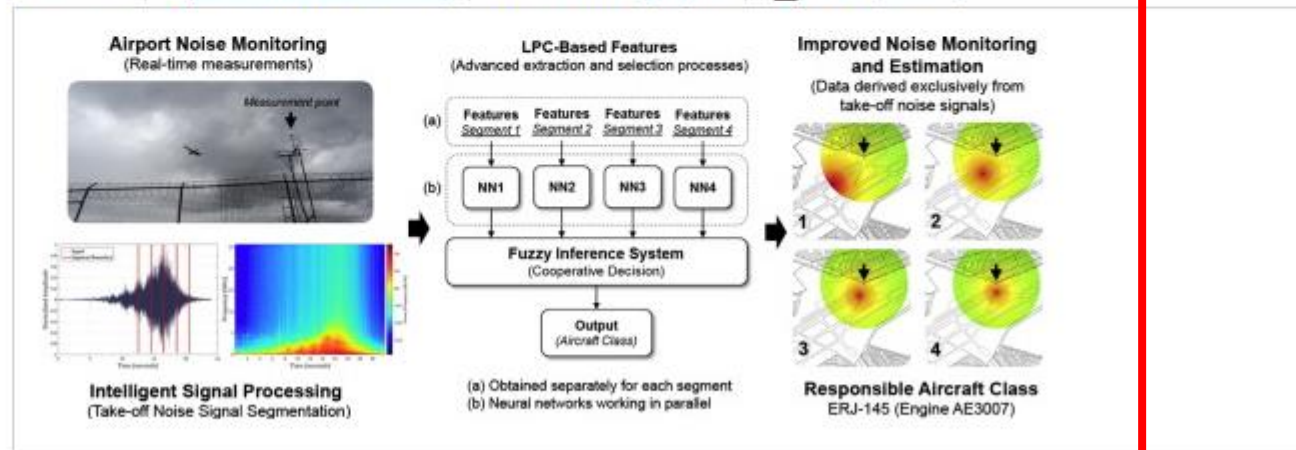 Airport Noise Monitoring
(Real-time measurements)
Measurement point
Intelligent Signal Processing
(Take-off Noise Signal Segmentation)
LPC-Based Features
(Advanced extraction and selection processes)
(a)
Features Features Features Features
Segment 1 Segment 2 Segment 3 Segment 4
(b)
NN1 NN2 NN3 NN4
Fuzzy Inference System
(Cooperative Decision)
Output
(Aircraft Class)
(a) Obtained separately for each segment
(b) Neural networks working in parallel
Improved Noise Monitoring
and Estimation
(Data derived exclusively from
take-off noise signals)
1 2
3 4
Responsible Aircraft Class
ERJ-145 (Engine AE3007)